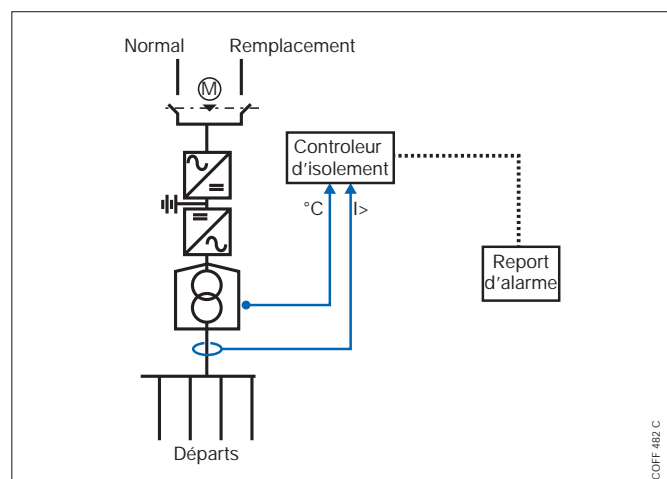 Normal
Remplacement
M
Controleur
d'isolement
°C
I>
Report
d'alarme
Départs
COFF 482 C